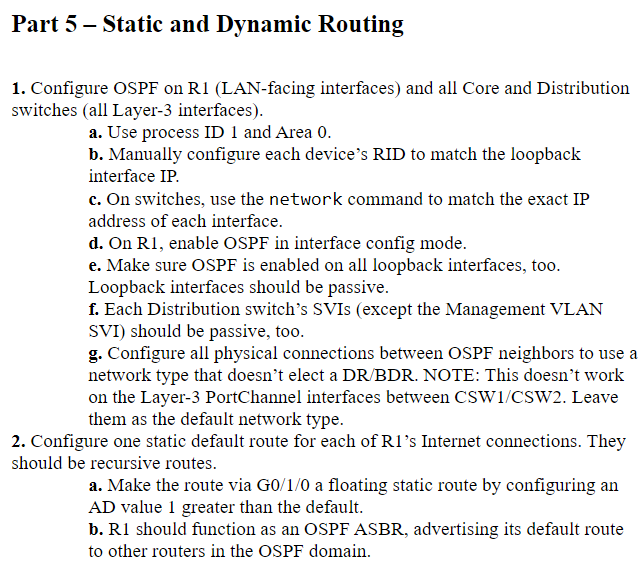 Part 5 – Static and Dynamic Routing
1. Configure OSPF on R1 (LAN-facing interfaces) and all Core and Distribution
switches (all Layer-3 interfaces).
a. Use process ID 1 and Area 0.
b. Manually configure each device’s RID to match the loopback
interface IP.
c. On switches, use the network command to match the exact IP
address of each interface.
d. On R1, enable OSPF in interface config mode.
e. Make sure OSPF is enabled on all loopback interfaces, too.
Loopback interfaces should be passive.
f. Each Distribution switch’s SVIs (except the Management VLAN
SVI) should be passive, too.
g. Configure all physical connections between OSPF neighbors to use a
network type that doesn’t elect a DR/BDR. NOTE: This doesn’t work
on the Layer-3 PortChannel interfaces between CSW1/CSW2. Leave
them as the default network type.
2. Configure one static default route for each of R1’s Internet connections. They
should be recursive routes.
a. Make the route via G0/1/0 a floating static route by configuring an
AD value 1 greater than the default.
b. R1 should function as an OSPF ASBR, advertising its default route
to other routers in the OSPF domain.